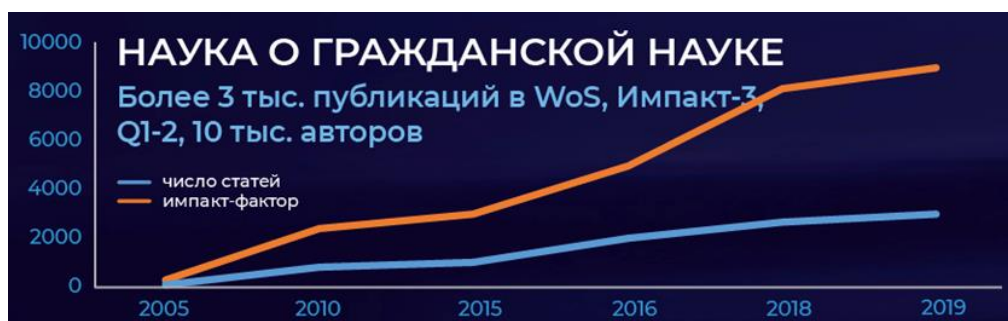 НАУКА О ГРАЖДАНСКОЙ НАУКЕ
Более 3 тыс. публикаций в WoS, Импакт-3,
Q1-2, 10 тыс. авторов
10000
8000
6000
4000
2000
0
число статей
импакт-фактор
2005 2010 2015 2016 2018 2019